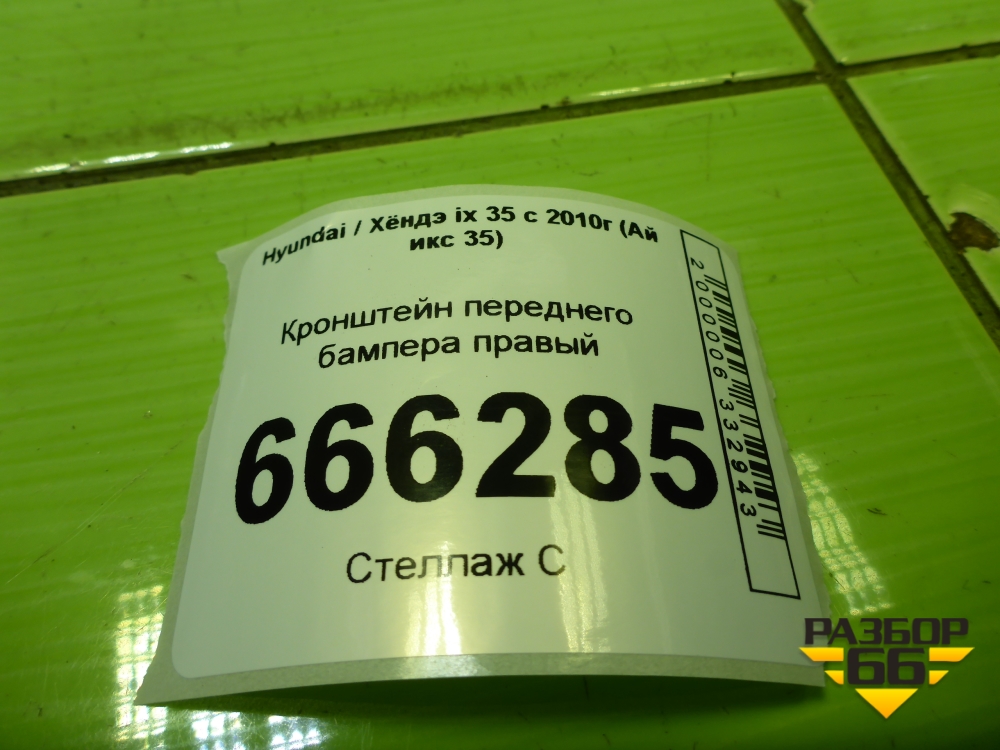 Hyundai / Хёндэ ix 35 с 2010г (Ай
икс 35)
Кронштейн переднего
бампера правый
666285
Стеллаж С
2000006332943
РАЗБОР
66